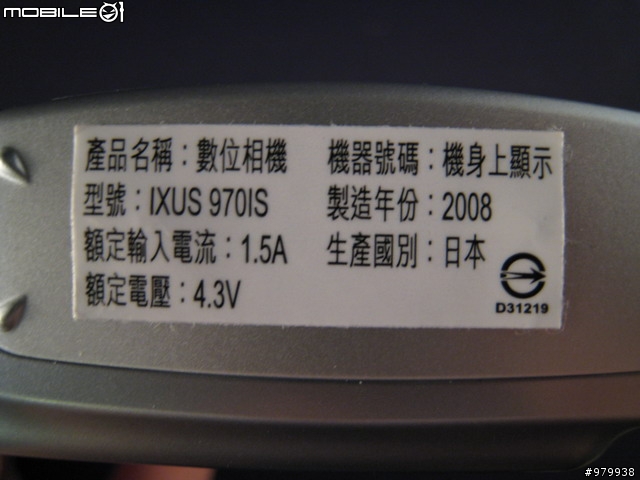 MOBILE01
產品名稱：數位相機
型號：IXUS 970IS
額定輸入電流：1.5A
額定電壓：4.3V
機器號碼：機身上顯示
製造年份：2008
生產國別：日本
D31219
#979938